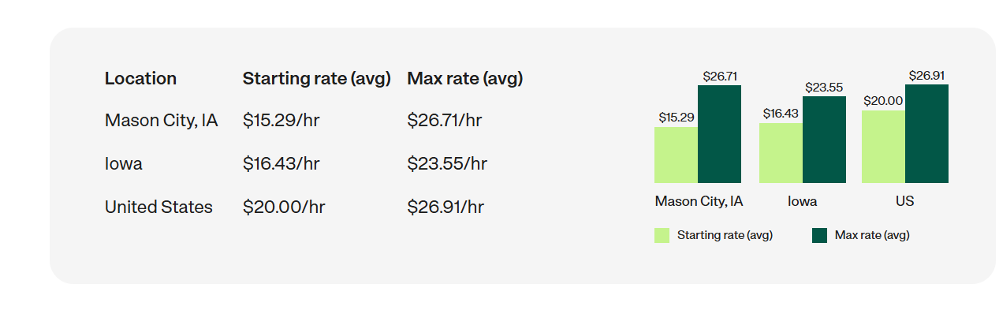 Location Starting rate (avg) Max rate (avg)
Mason City, IA $15.29/hr $26.71/hr
Iowa $16.43/hr $23.55/hr
United States $20.00/hr $26.91/hr
$15.29 $26.71 $16.43 $23.55 $20.00 $26.91
Mason City, IA Iowa US
Starting rate (avg) Max rate (avg)